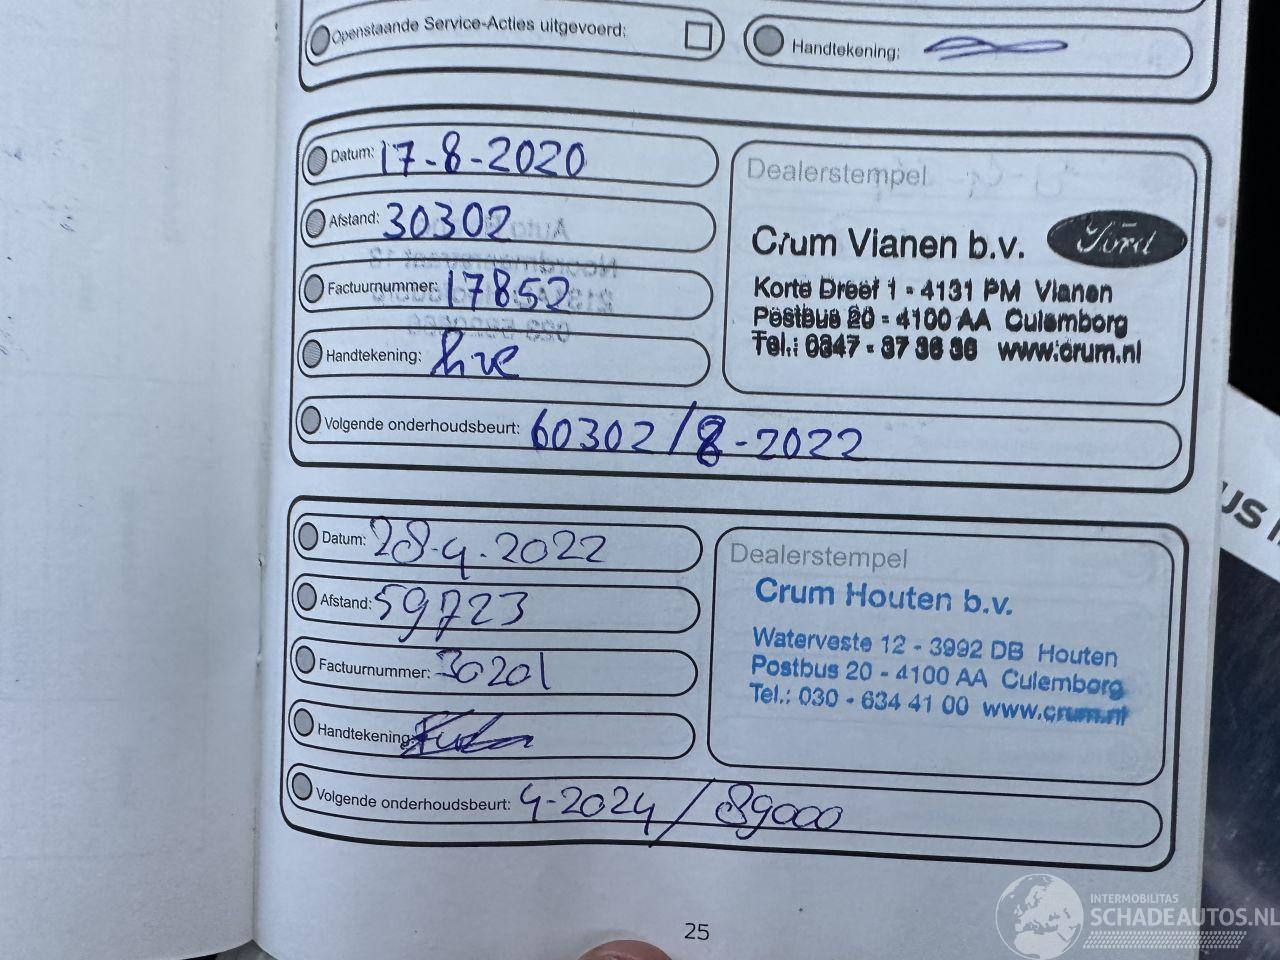 Openstaande Service-Acties uitgevoerd:
Handtekening:
Datum: 17-8-2020
Afstand: 30302
Factuurnummer: 17852
Handtekening:
Volgende onderhoudsbeurt: 60302/8-2022
Dealerstempel
Crum Vianen b.v. Ford
Korte Dreef 1 - 4131 PM Vianen
Postbus 20 - 4100 AA Culemborg
Tel.: 0347 - 37 36 36 www.crum.nl
Datum: 28-4-2022
Afstand: 59723
Factuurnummer: 30201
Handtekening:
Volgende onderhoudsbeurt: 4-2024 / 89000
Dealerstempel
Crum Houten b.v.
Waterveste 12 - 3992 DB Houten
Postbus 20 - 4100 AA Culemborg
Tel.: 030 - 634 41 00 www.crum.nl
25
INTERMOBILITAS
SCHADEAUTOS.NL